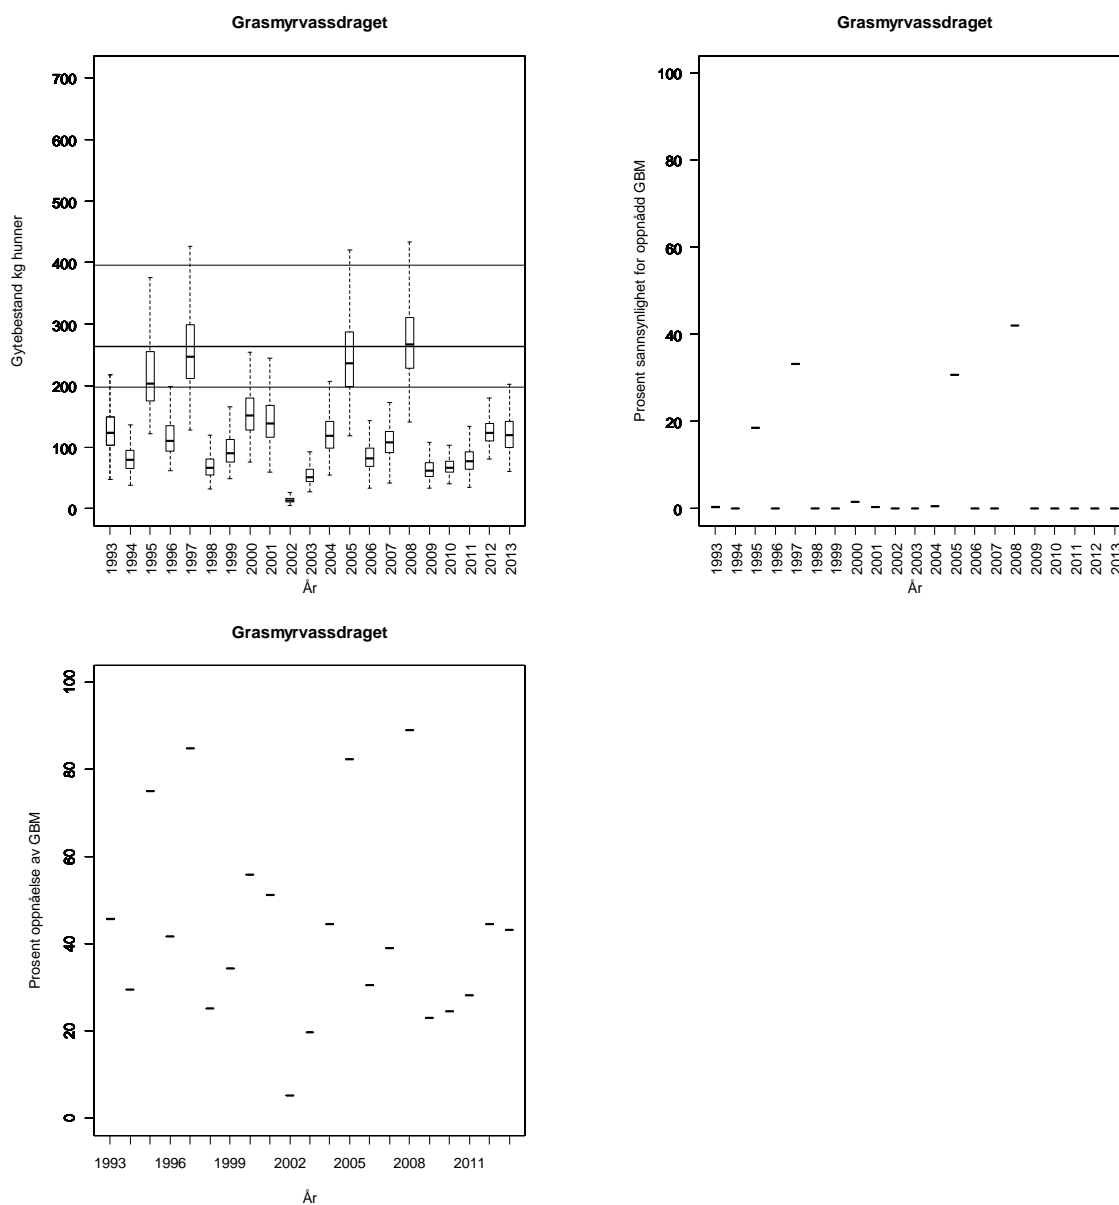 Grasmyrvassdraget
Gytebestand kg hunner
700
600
500
400
300
200
100
0
1993 1994 1995 1996 1997 1998 1999 2000 2001 2002 2003 2004 2005 2006 2007 2008 2009 2010 2011 2012 2013
År
Grasmyrvassdraget
Prosent sannsynlighet for oppnådd GBM
100
80
60
40
20
0
1993 1994 1995 1996 1997 1998 1999 2000 2001 2002 2003 2004 2005 2006 2007 2008 2009 2010 2011 2012 2013
År
Grasmyrvassdraget
Prosent oppnåelse av GBM
100
80
60
40
20
0
1993 1996 1999 2002 2005 2008 2011
År